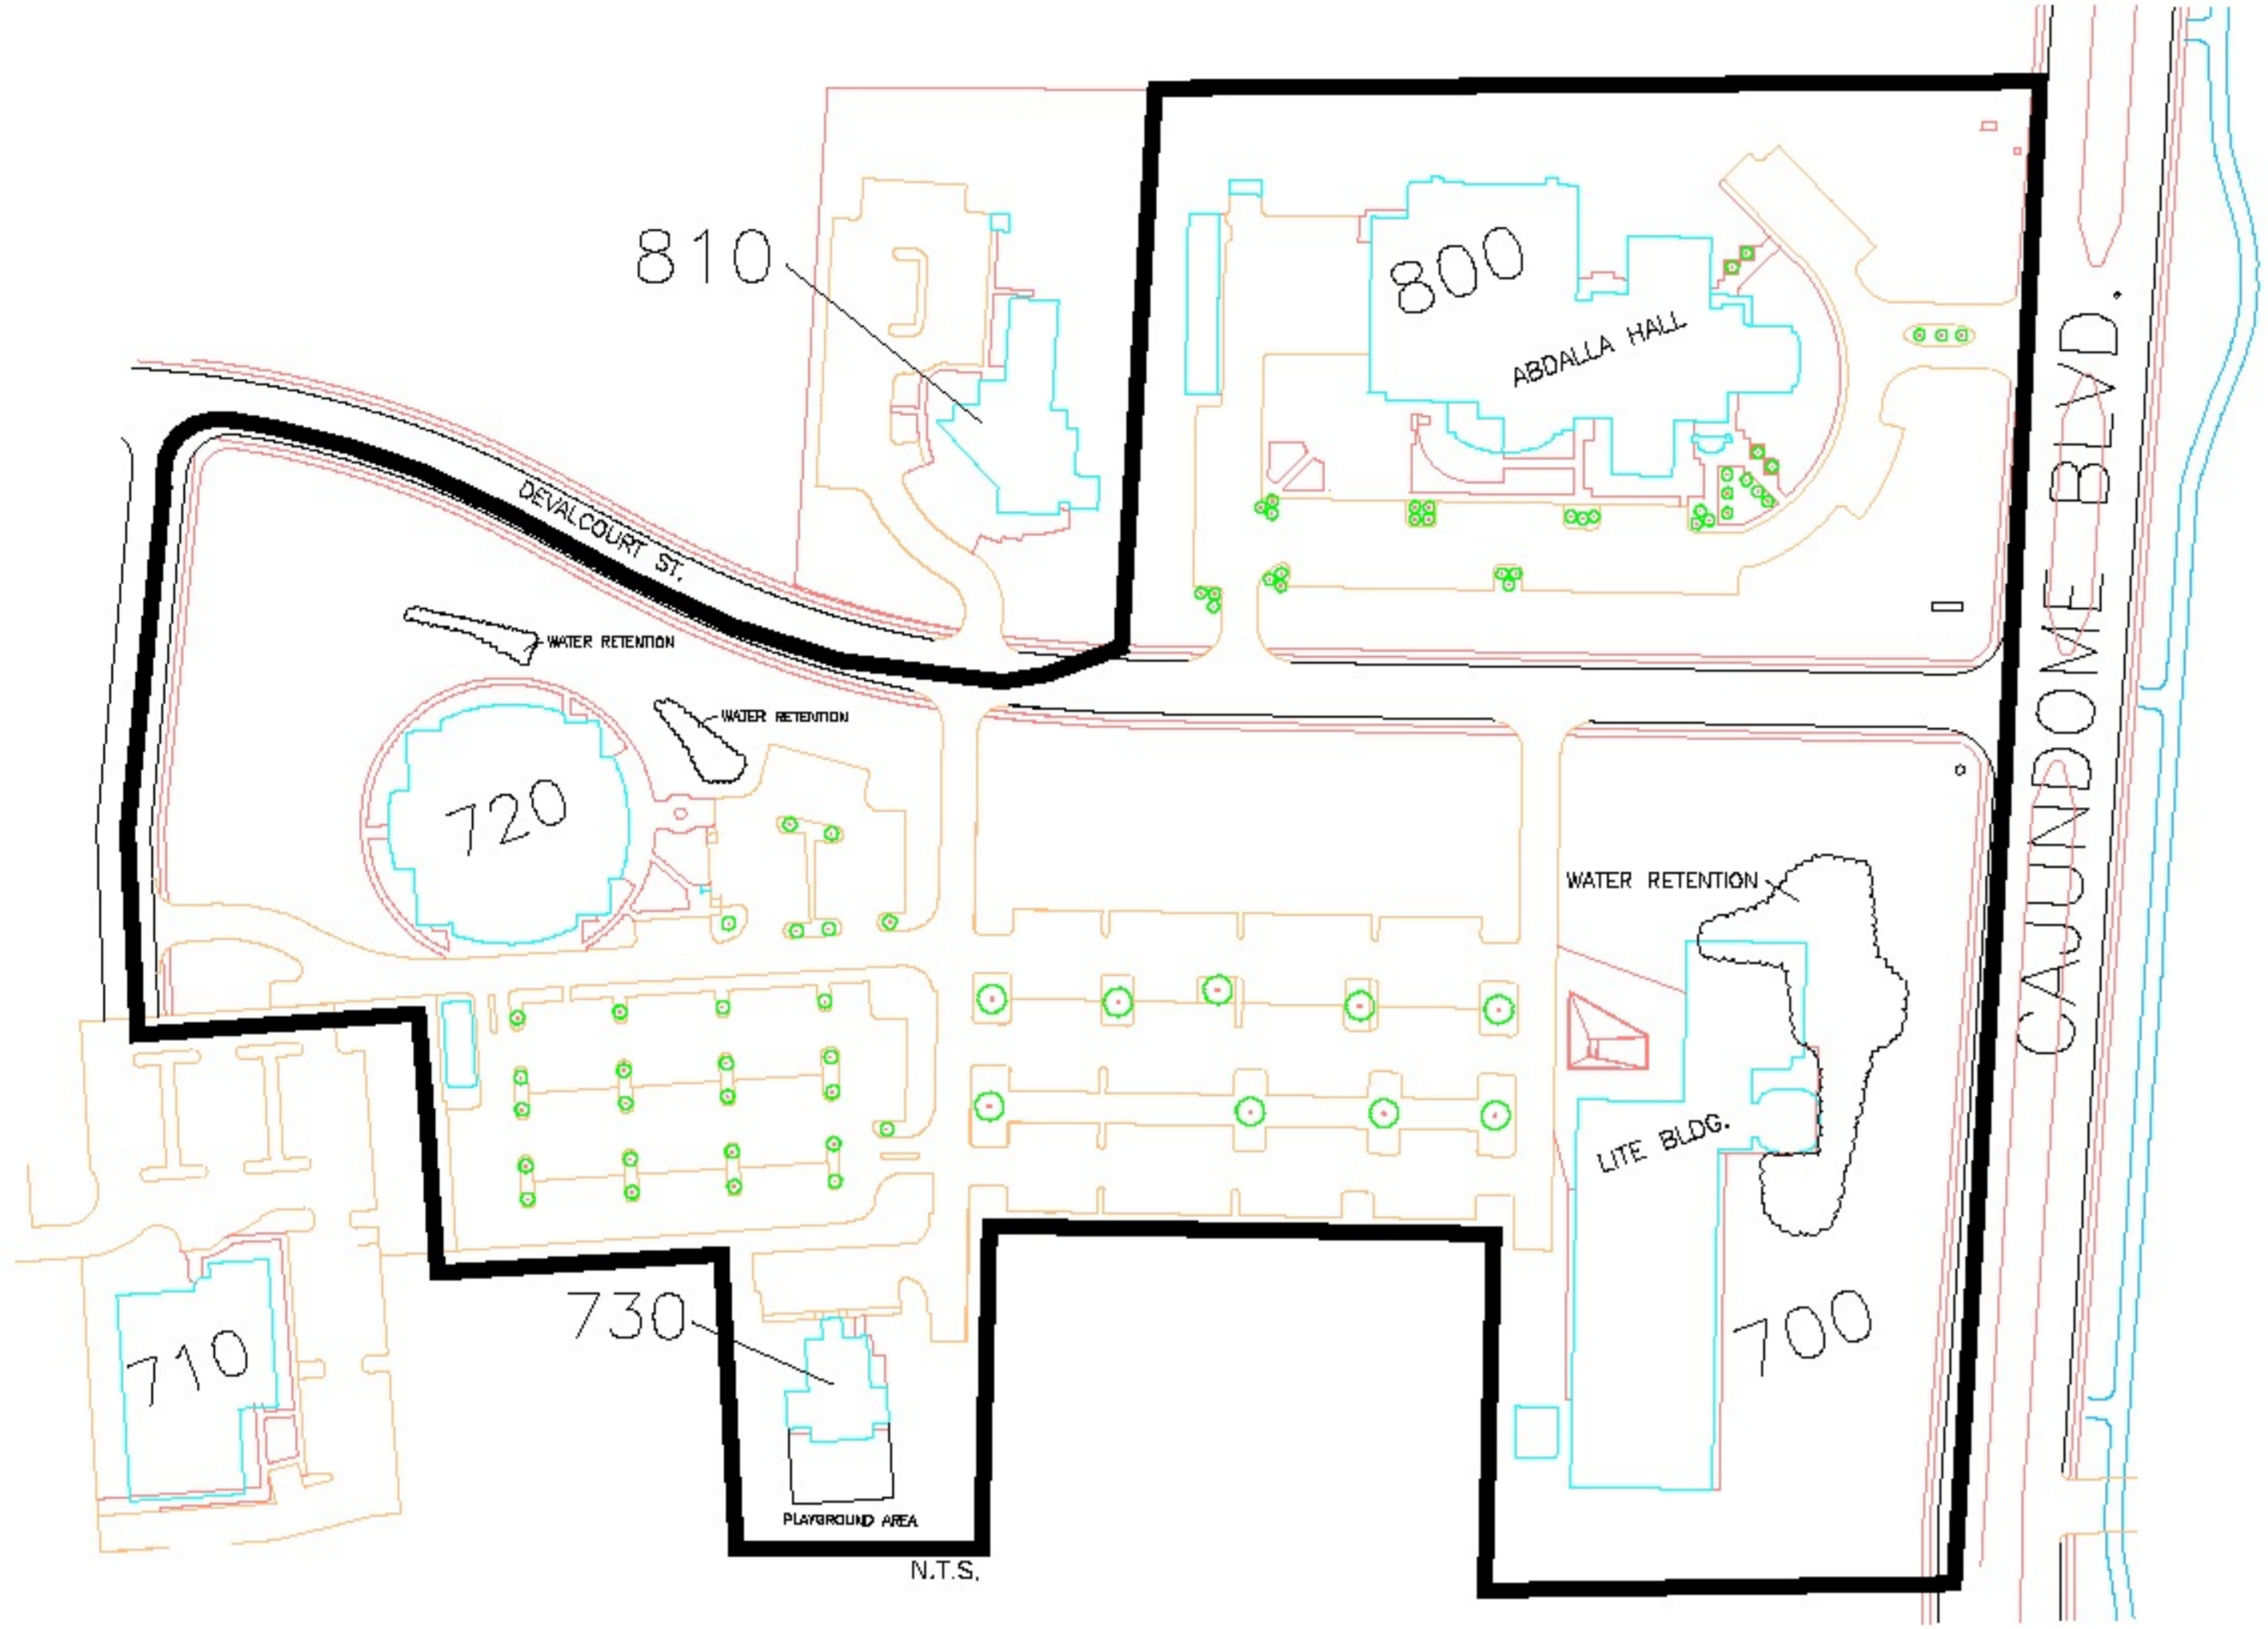 810
800
ABDALLA HALL
CAJUNDOME BLVD.
DEVALCOURT ST.
WATER RETENTION
WATER RETENTION
720
WATER RETENTION
LITE BLDG.
730
700
710
PLAYGROUND AREA
N.T.S.